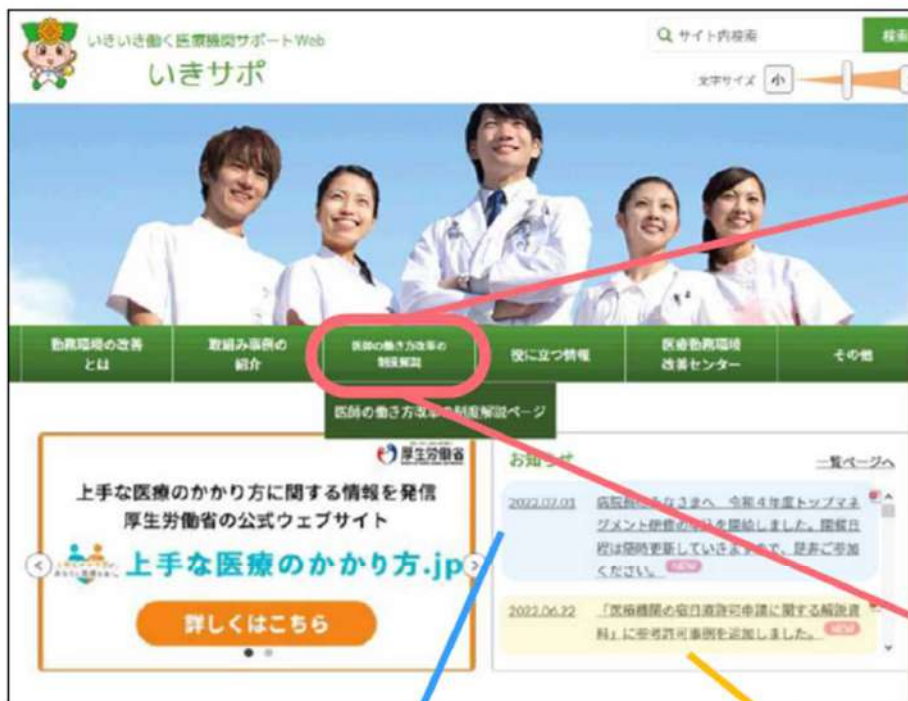 いきいき働く医療機関サポートWeb
いきサポ
サイト内検索
検索
文字サイズ 小
勤務環境の改善
とは
取組み事例の
紹介
医師の働き方改革の
制度解説
役に立つ情報
医療勤務環境
改善センター
その他
医師の働き方改革の制度解説ページ
厚生労働省
上手な医療のかかり方に関する情報を発信
厚生労働省の公式ウェブサイト
上手な医療のかかり方.jp
詳しくはこちら
お知らせ
一覧ページへ
2022.07.01
病院長のみなさまへ 令和4年度トップマネ
ジメント研修の申込を開始しました。開催日
程は随時更新していきますので、是非ご参加
ください。 NEW
2022.06.22
「医療機関の宿日直許可申請に関する解説資
料」に参考許可事例を追加しました。 NEW